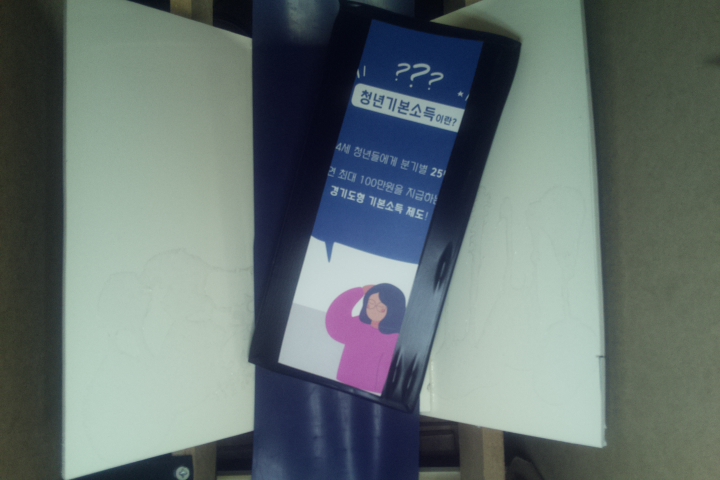 ???
청년기본소득이란?
4세 청년들에게 분기별 25
최대 100만원을 지급하는
경기도형 기본소득 제도!